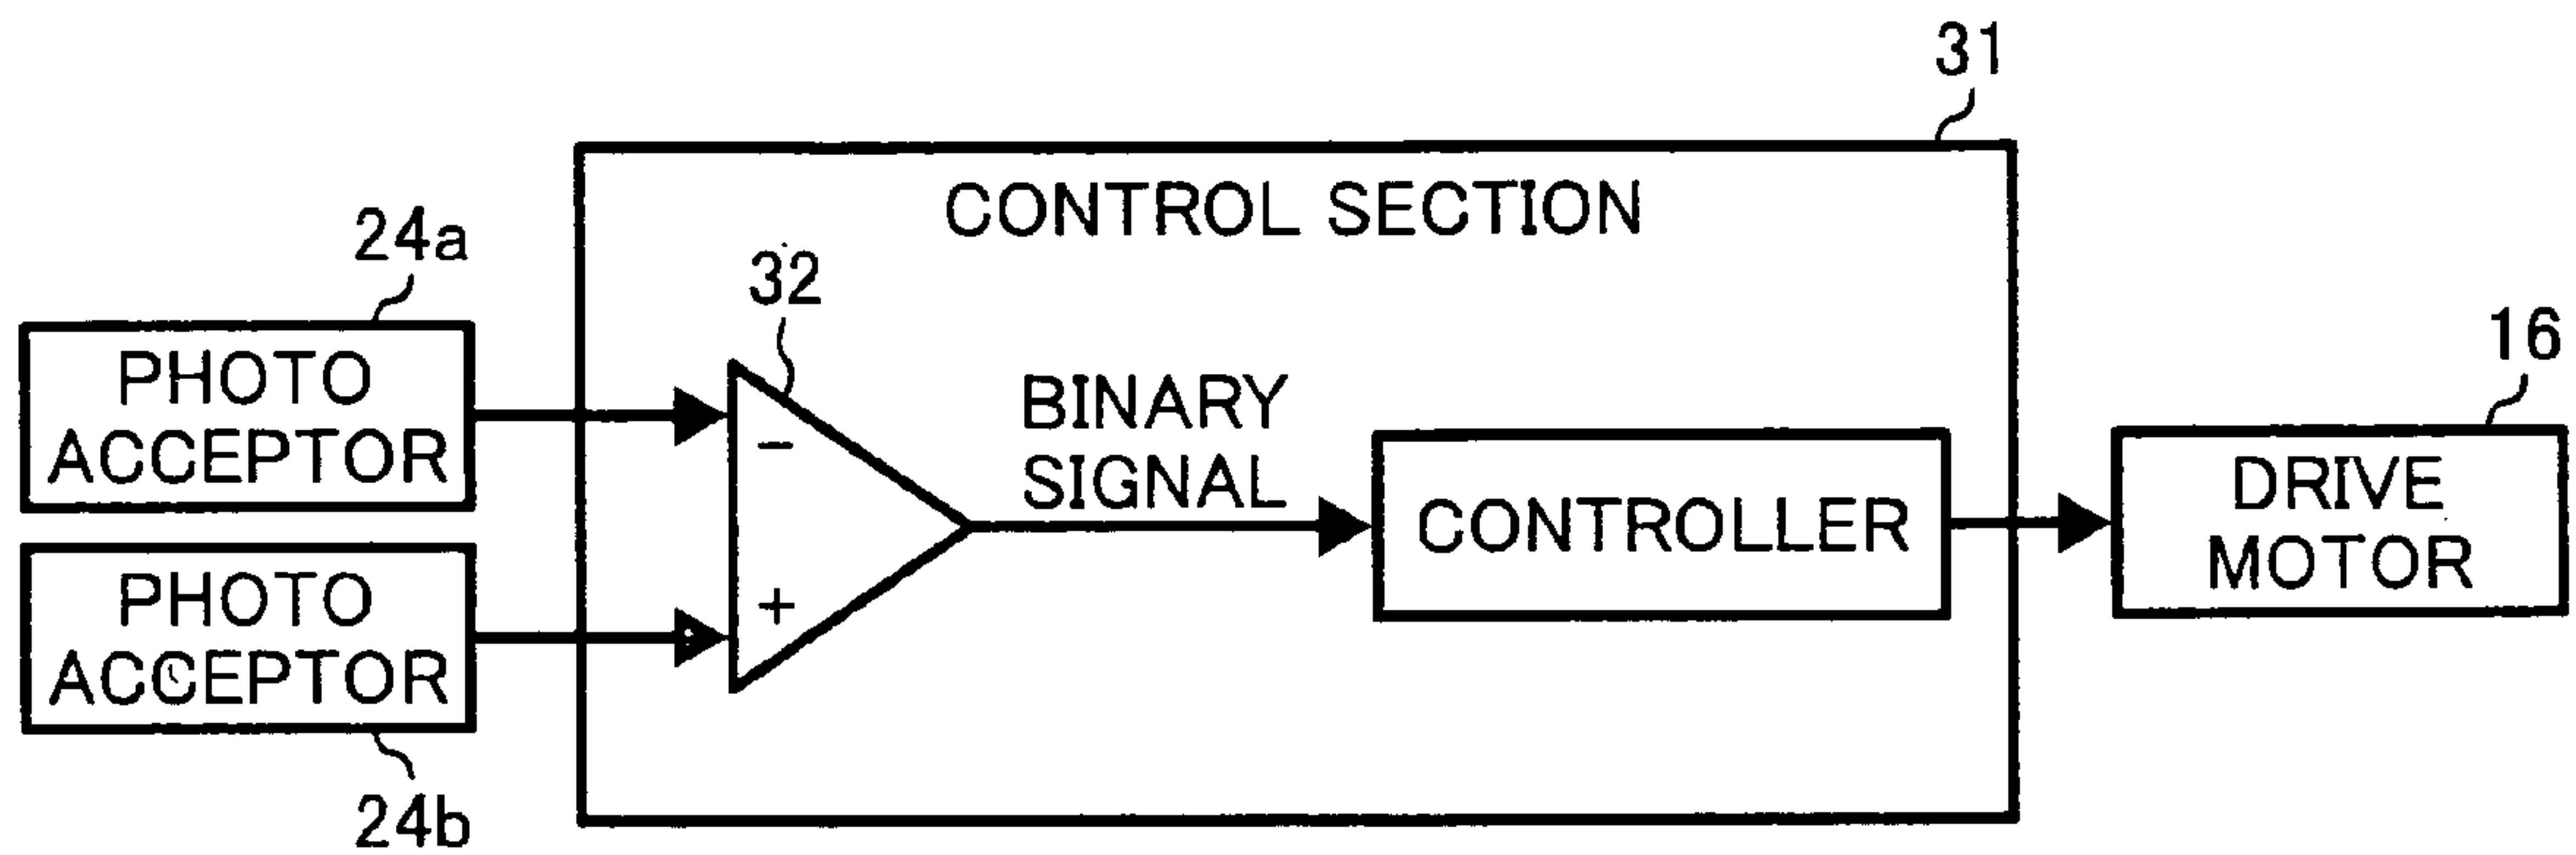 31
CONTROL SECTION
24a
32
PHOTO
ACCEPTOR
BINARY
SIGNAL
16
−
CONTROLLER
DRIVE
MOTOR
PHOTO
ACCEPTOR
+
24b